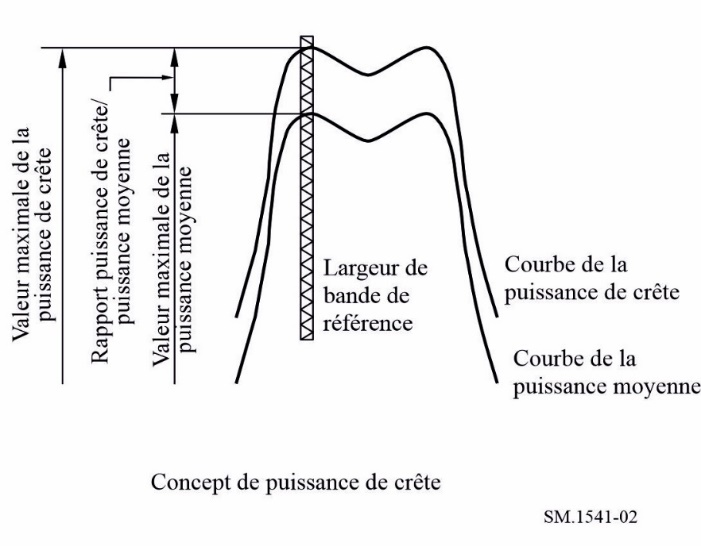 Valeur maximale de la
puissance de crête
Rapport puissance de crête/
puissance moyenne
Valeur maximale de la
puissance moyenne
Largeur de
bande de
référence
Courbe de la
puissance de crête
Courbe de la
puissance moyenne
Concept de puissance de crête
SM.1541-02